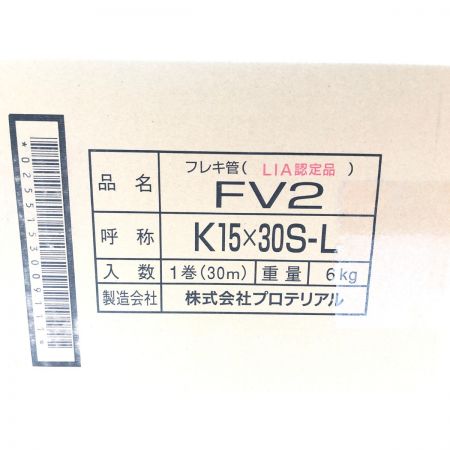 フレキ管(LIA認定品)
品名 FV2
呼称 K15×30S-L
入数 1巻(30m) 重量 6kg
製造会社 株式会社プロテリアル